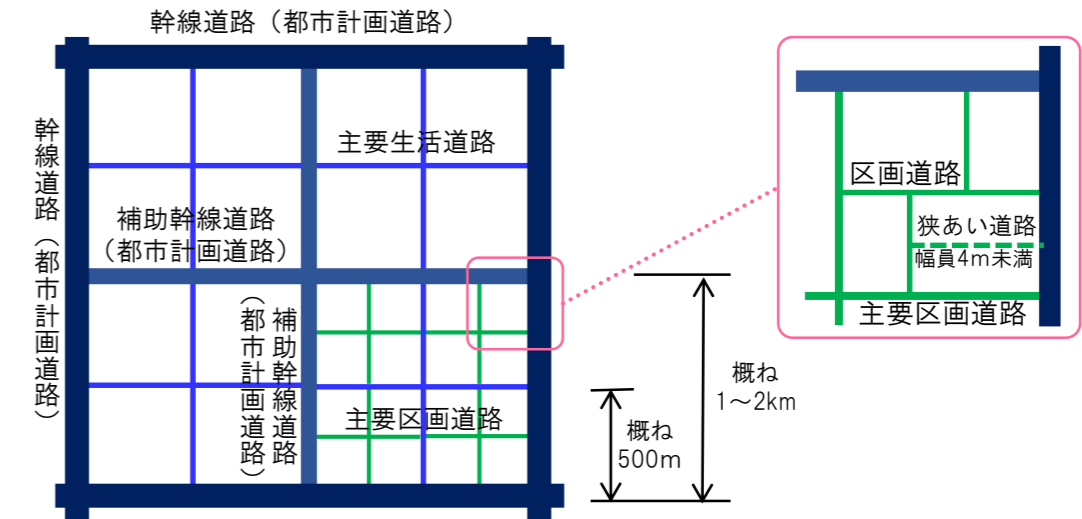 幹線道路（都市計画道路）
幹線道路（都市計画道路）
主要生活道路
補助幹線道路
（都市計画道路）
補助幹線道路
（都市計画道路）
主要区画道路
概ね
500m
概ね
1～2km
区画道路
狭あい道路
幅員4m未満
主要区画道路